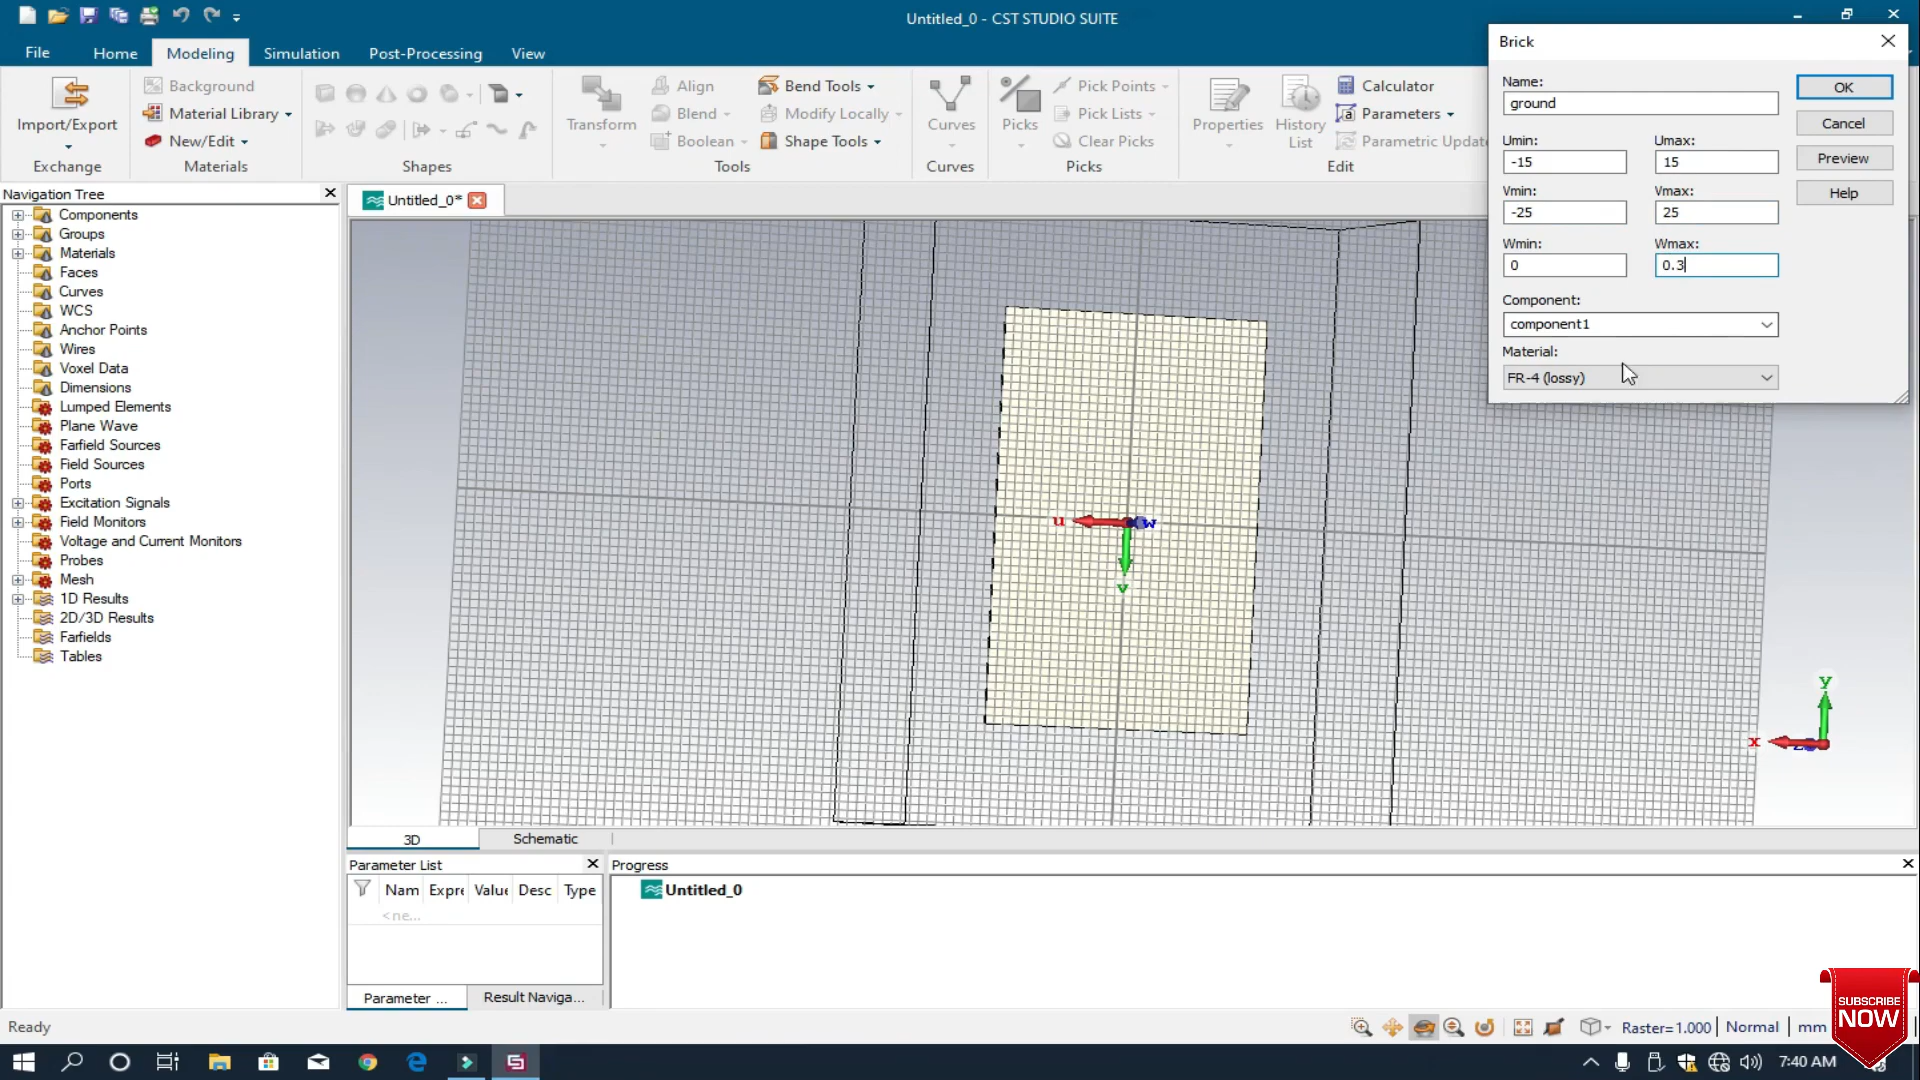 Untitled_0 - CST STUDIO SUITE
File
Home
Modeling
Simulation
Post-Processing
View
Import/Export
Exchange
Background
Material Library
New/Edit
Materials
Shapes
Transform
Align
Blend
Boolean
Bend Tools
Modify Locally
Shape Tools
Tools
Curves
Curves
Picks
Pick Points
Pick Lists
Clear Picks
Picks
Properties
History
List
Calculator
Parameters
Parametric Update
Edit
Brick
Name:
ground
Umin:
Umax:
-15
15
Vmin:
Vmax:
-25
25
Wmin:
Wmax:
0
0.3
Component:
component1
Material:
FR-4 (lossy)
OK
Cancel
Preview
Help
Navigation Tree
Components
Groups
Materials
Faces
Curves
WCS
Anchor Points
Wires
Voxel Data
Dimensions
Lumped Elements
Plane Wave
Farfield Sources
Field Sources
Ports
Excitation Signals
Field Monitors
Voltage and Current Monitors
Probes
Mesh
1D Results
2D/3D Results
Farfields
Tables
Untitled_0*
u
w
v
y
x
z
3D
Schematic
Parameter List
Nam
Expre
Value
Desc
Type
<ne...
Parameter ...
Result Naviga...
Progress
Untitled_0
Ready
Raster=1.000
Normal
mm
SUBSCRIBE
NOW
7:40 AM